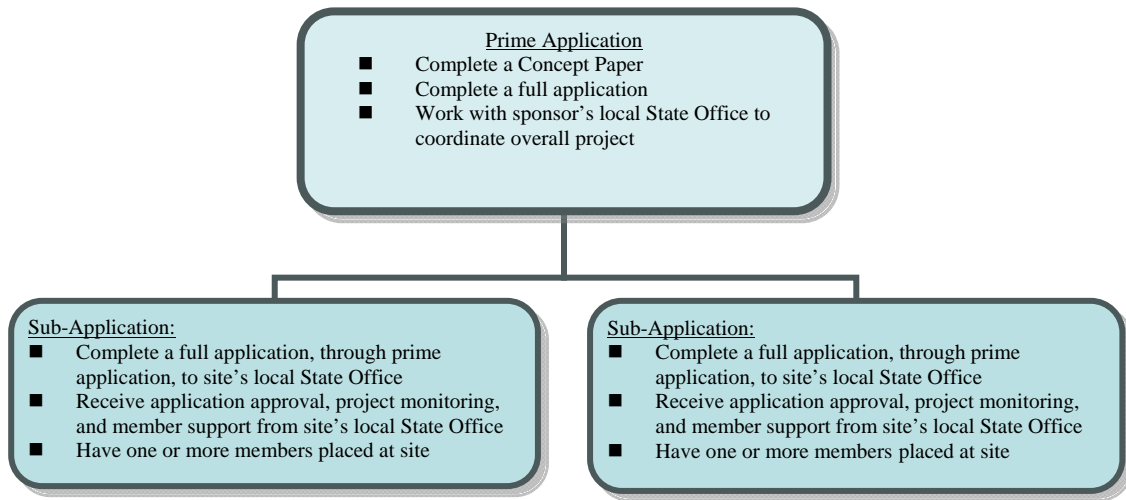 Prime Application
■ Complete a Concept Paper
■ Complete a full application
■ Work with sponsor’s local State Office to
coordinate overall project
Sub-Application:
■ Complete a full application, through prime
application, to site’s local State Office
■ Receive application approval, project monitoring,
and member support from site’s local State Office
■ Have one or more members placed at site
Sub-Application:
■ Complete a full application, through prime
application, to site’s local State Office
■ Receive application approval, project monitoring,
and member support from site’s local State Office
■ Have one or more members placed at site